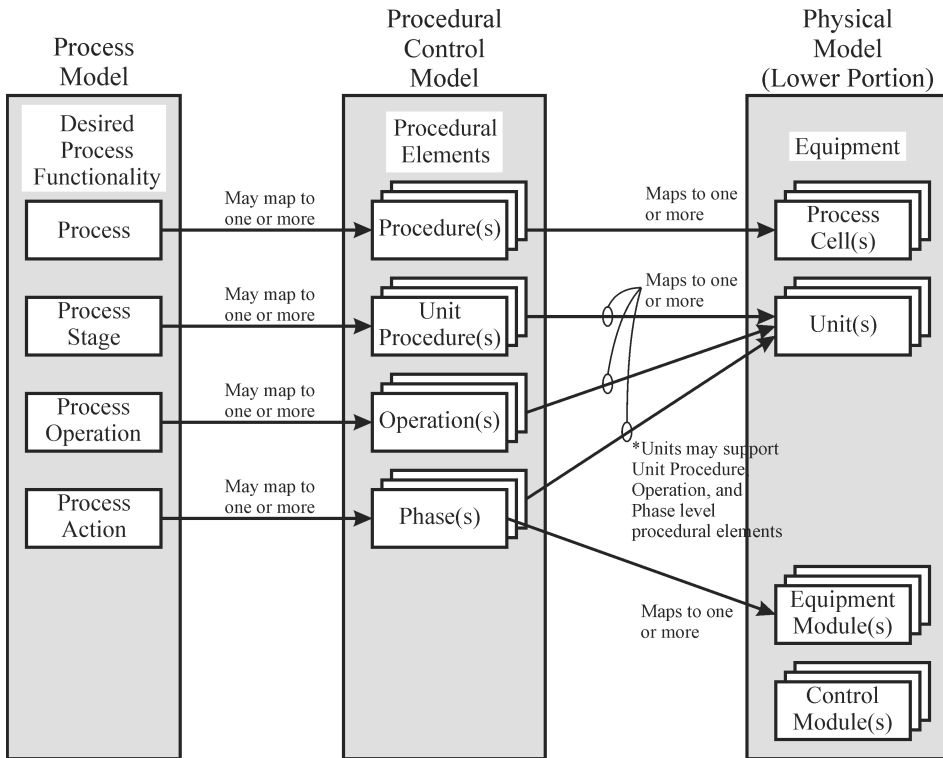 Process
Model
Procedural
Control
Model
Physical
Model
(Lower Portion)
Desired
Process
Functionality
Procedural
Elements
Equipment
Process
May map to
one or more
Procedure(s)
Maps to one
or more
Process
Cell(s)
Process
Stage
May map to
one or more
Unit
Procedure(s)
Maps to one
or more
Unit(s)
Process
Operation
May map to
one or more
Operation(s)
*Units may support
Unit Procedure,
Operation, and
Phase level
procedural elements
Process
Action
May map to
one or more
Phase(s)
Maps to one
or more
Equipment
Module(s)
Control
Module(s)